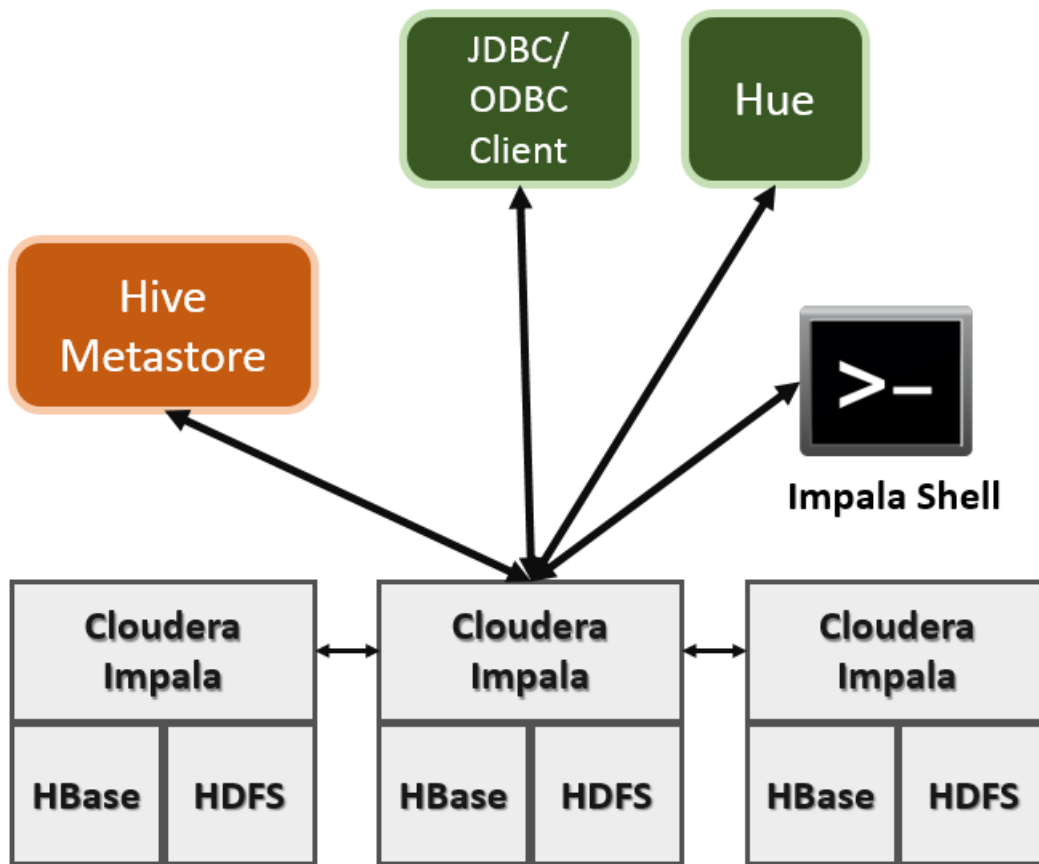 JDBC/
ODBC
Client
Hue
Hive
Metastore
>–
Impala Shell
Cloudera
Impala
Cloudera
Impala
Cloudera
Impala
HBase
HDFS
HBase
HDFS
HBase
HDFS